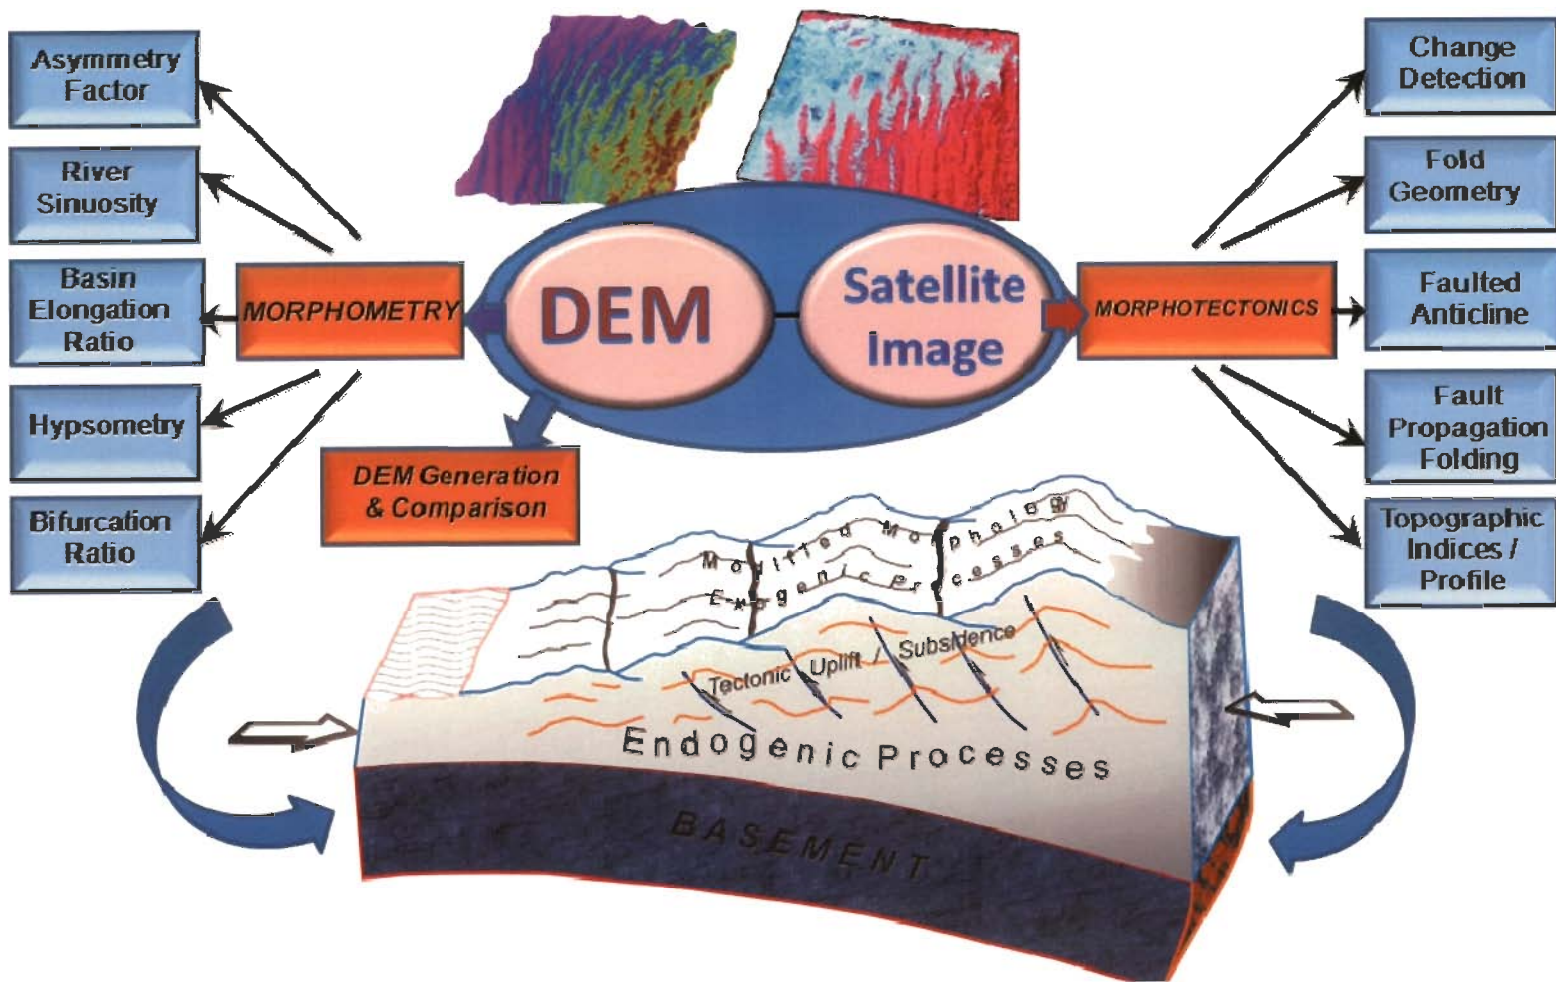 Asymmetry
Factor
River
Sinuosity
Basin
Elongation
Ratio
Hypsometry
Bifurcation
Ratio
MORPHOMETRY
DEM
Satellite
Image
MORPHOTECTONICS
DEM Generation
& Comparison
Change
Detection
Fold
Geometry
Faulted
Anticline
Fault
Propagation
Folding
Topographic
Indices /
Profile
Modified Morphology
Exogenic Processes
Tectonic Uplift / Subsidence
Endogenic Processes
BASEMENT